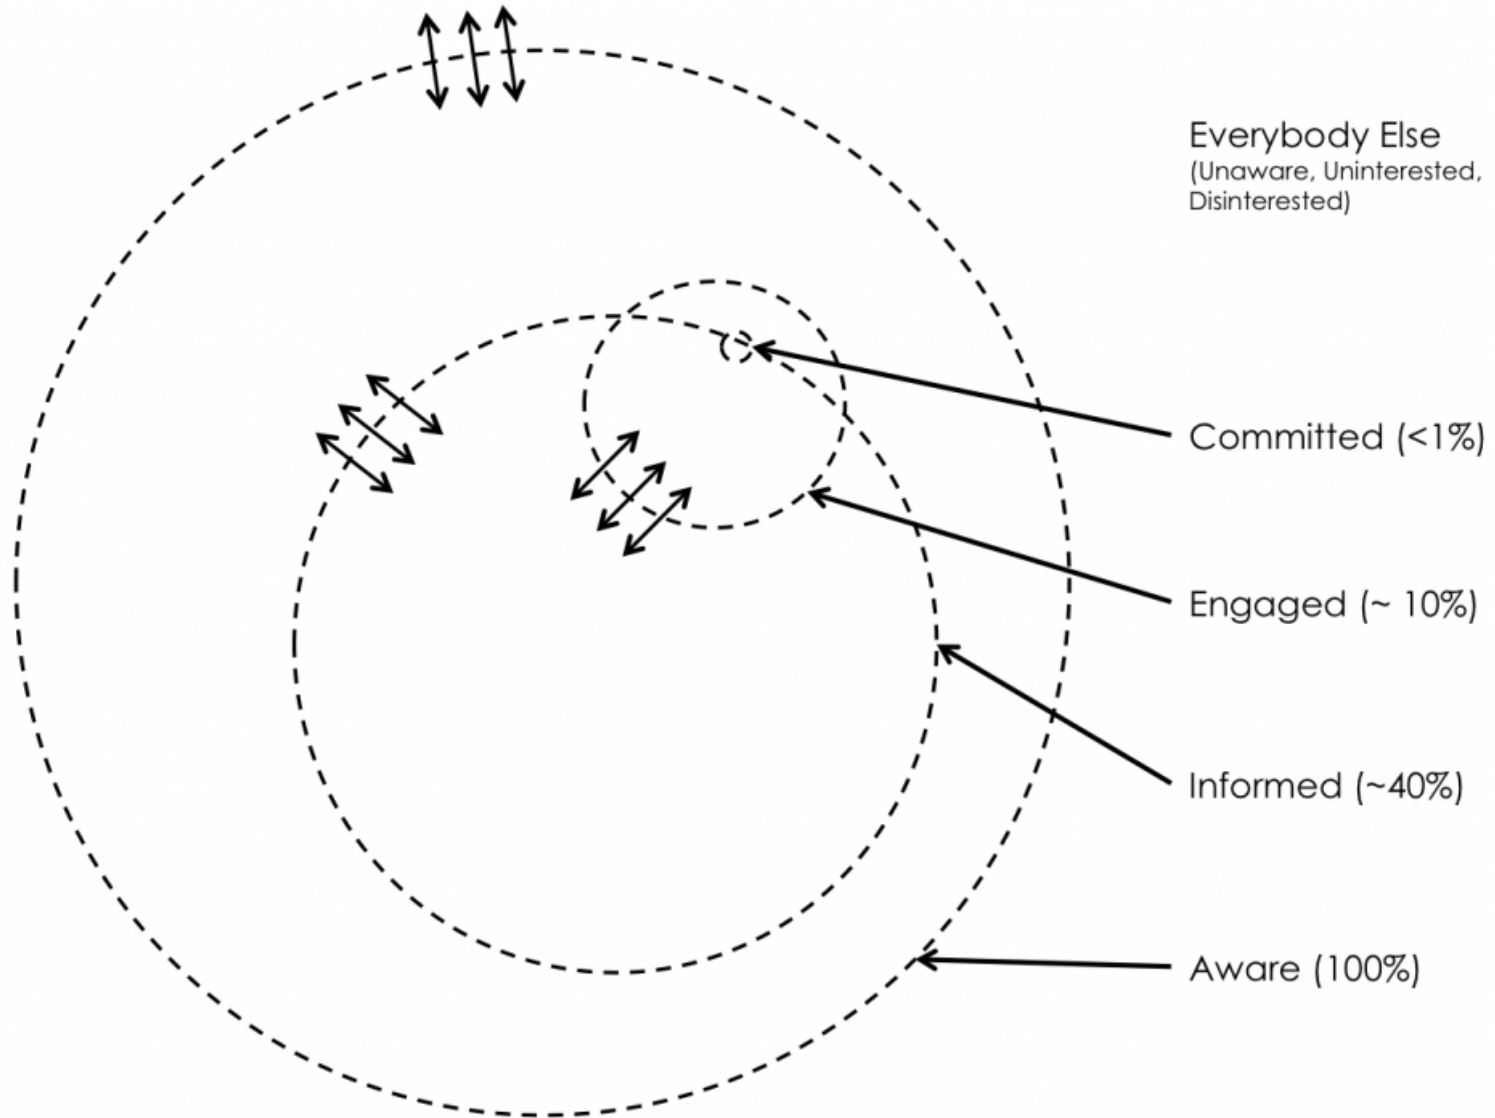 Everybody Else
(Unaware, Uninterested,
Disinterested)
Committed (<1%)
Engaged (~ 10%)
Informed (~40%)
Aware (100%)